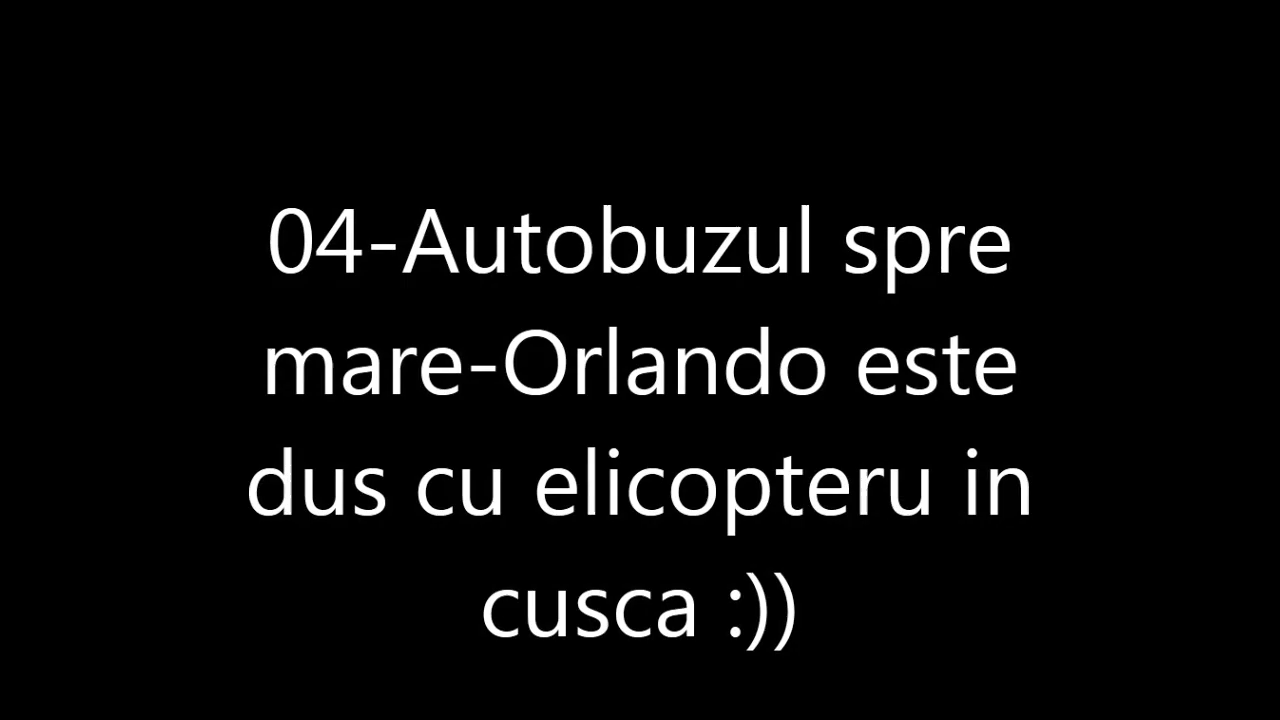 04-Autobuzul spre
mare-Orlando este
dus cu elicopteru in
cusca :))